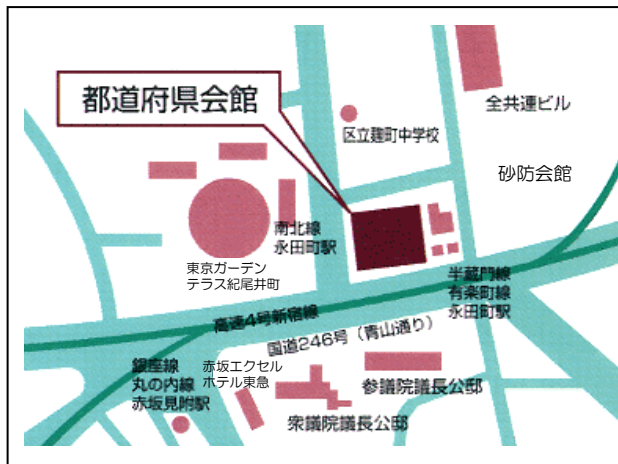 都道府県会館
全共連ビル
区立麹町中学校
砂防会館
南北線
永田町駅
東京ガーデン
テラス紀尾井町
半蔵門線
有楽町線
永田町駅
高速4号新宿線
国道246号（青山通り）
銀座線
丸の内線
赤坂見附駅
赤坂エクセル
ホテル東急
参議院議長公邸
衆議院議長公邸